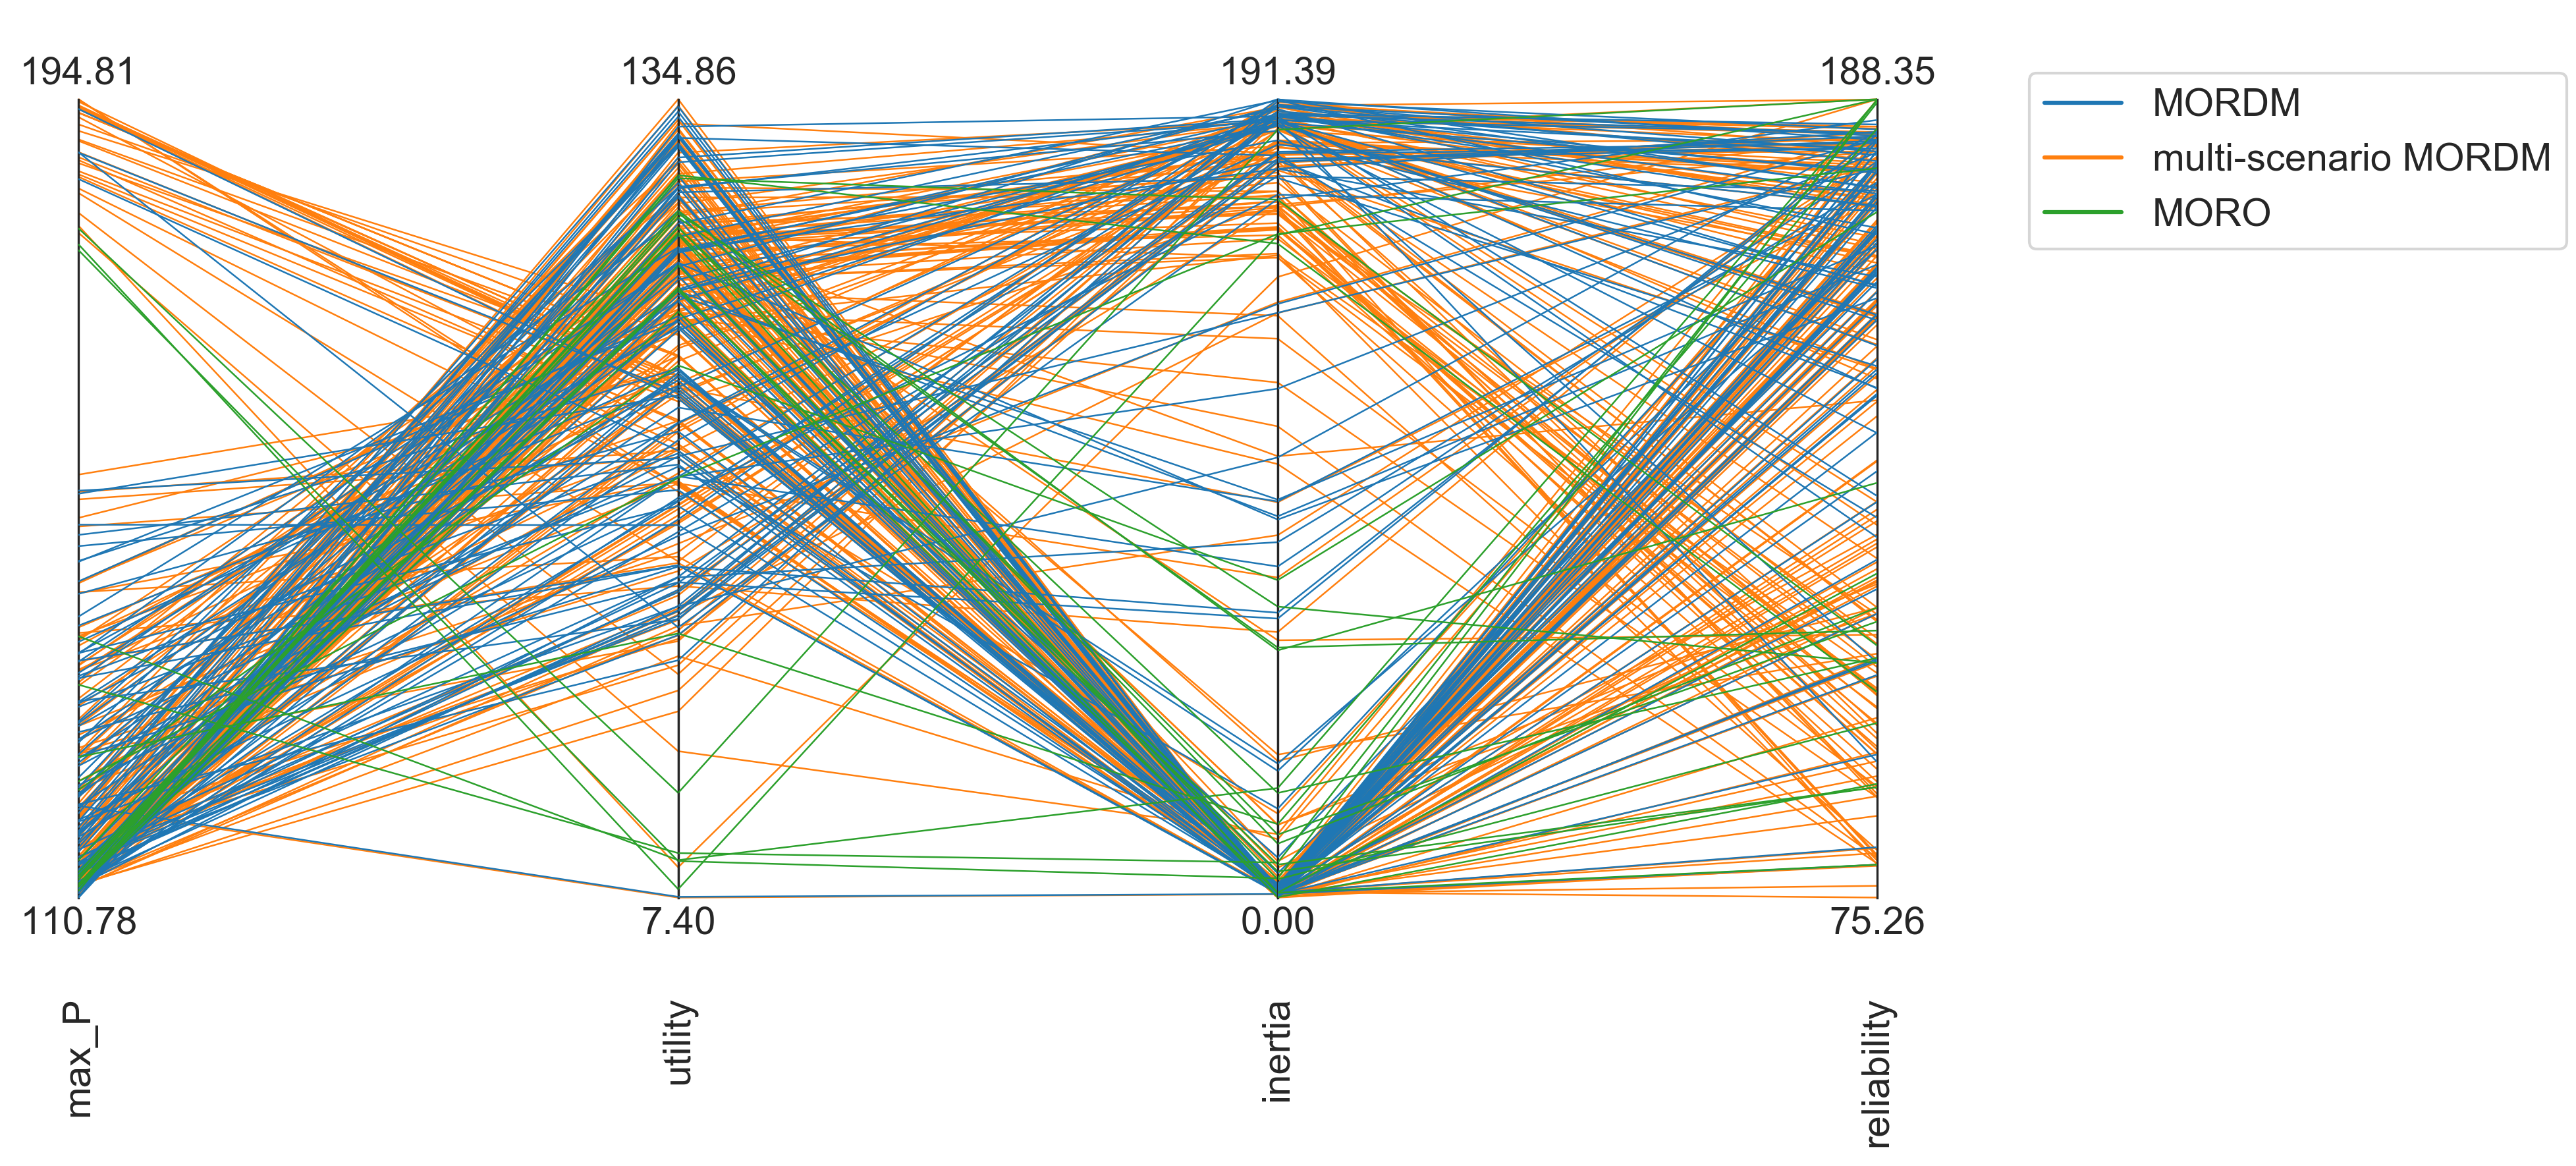 194.81
134.86
191.39
188.35
MORDM
multi-scenario MORDM
MORO
110.78
7.40
0.00
75.26
max_P
utility
inertia
reliability